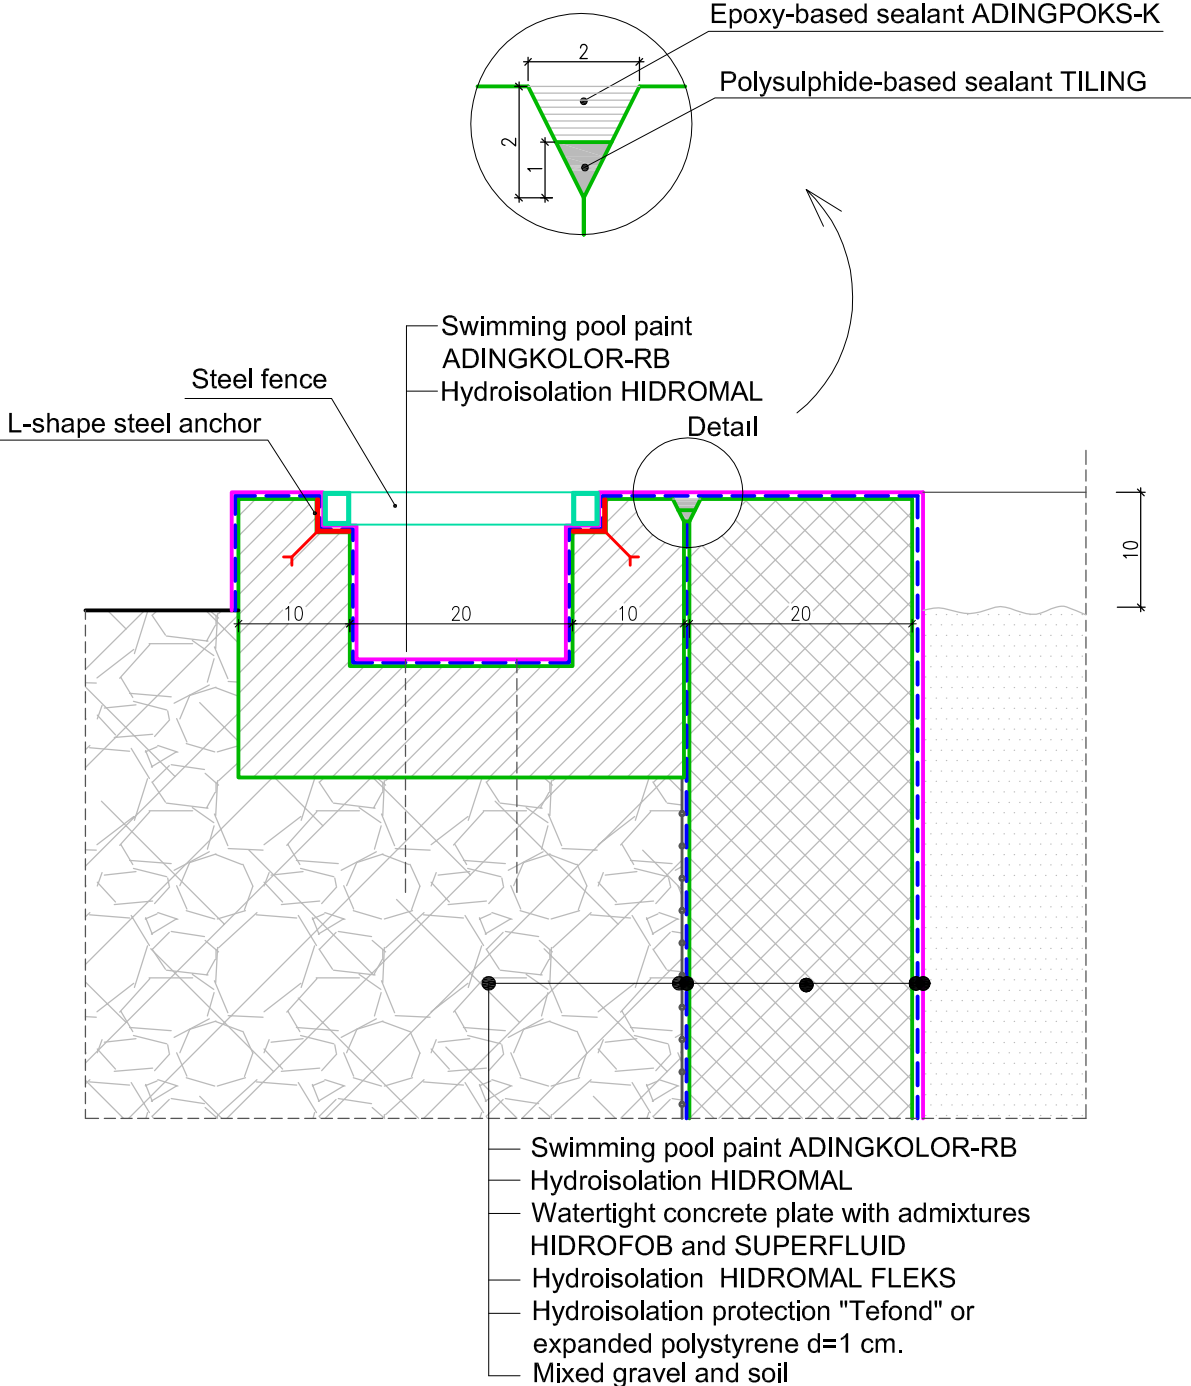 Epoxy-based sealant ADINGPOKS-K
2
Polysulphide-based sealant TILING
2
1
Swimming pool paint
ADINGKOLOR-RB
Steel fence
Hydroisolation HIDROMAL
L-shape steel anchor
Detail
10
10
20
10
20
Swimming pool paint ADINGKOLOR-RB
Hydroisolation HIDROMAL
Watertight concrete plate with admixtures
HIDROFOB and SUPERFLUID
Hydroisolation HIDROMAL FLEKS
Hydroisolation protection "Tefond" or
expanded polystyrene d=1 cm.
Mixed gravel and soil